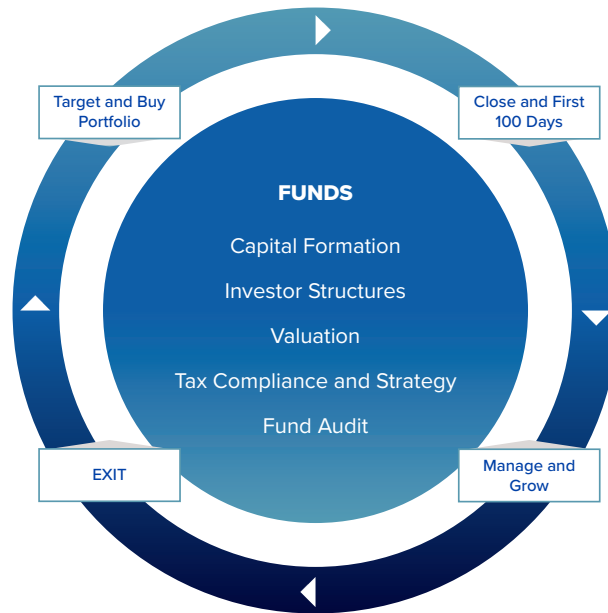 Target and Buy
Portfolio
Close and First
100 Days
FUNDS
Capital Formation
Investor Structures
Valuation
Tax Compliance and Strategy
Fund Audit
EXIT
Manage and
Grow